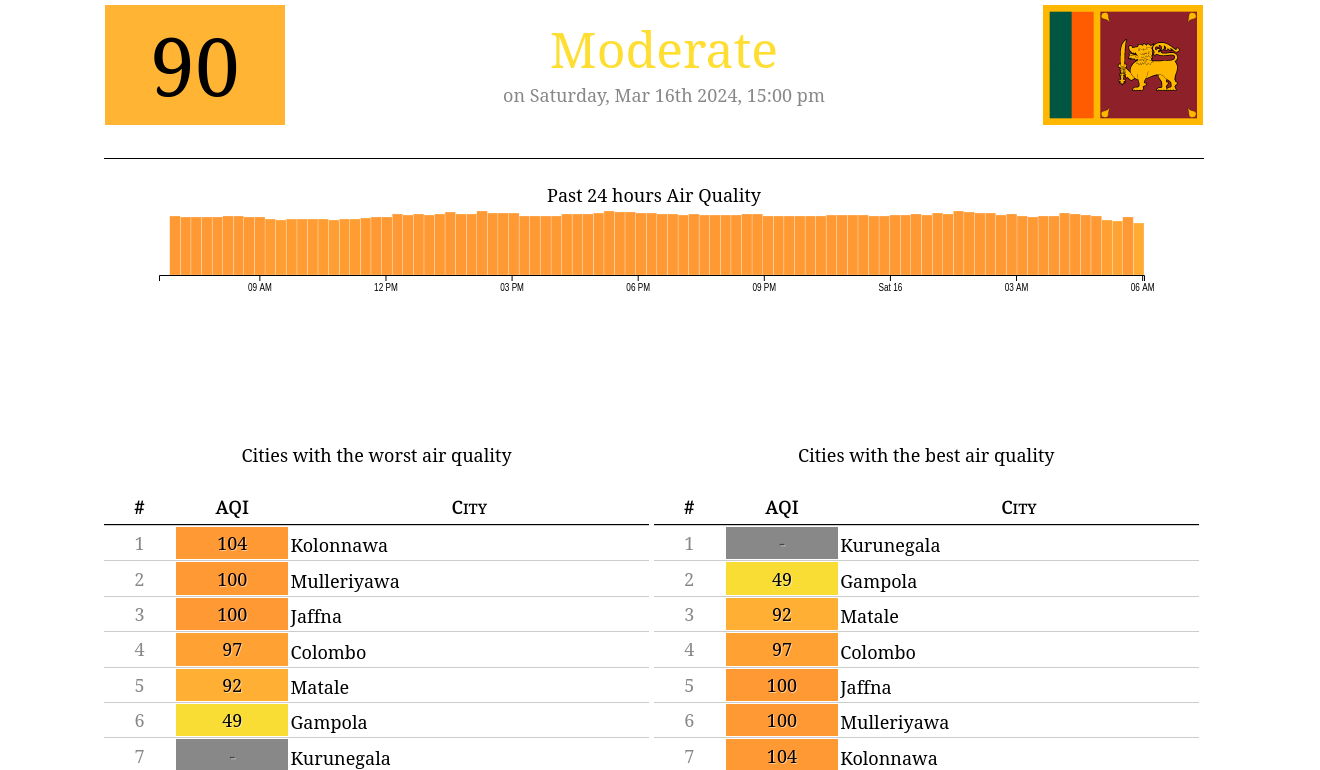 90
Moderate
on Saturday, Mar 16th 2024, 15:00 pm
Past 24 hours Air Quality
09 AM 12 PM 03 PM 06 PM 09 PM Sat 16 03 AM 06 AM
Cities with the worst air quality
# AQI City
1 104 Kolonnawa
2 100 Mulleriyawa
3 100 Jaffna
4 97 Colombo
5 92 Matale
6 49 Gampola
7 - Kurunegala
Cities with the best air quality
# AQI City
1 - Kurunegala
2 49 Gampola
3 92 Matale
4 97 Colombo
5 100 Jaffna
6 100 Mulleriyawa
7 104 Kolonnawa